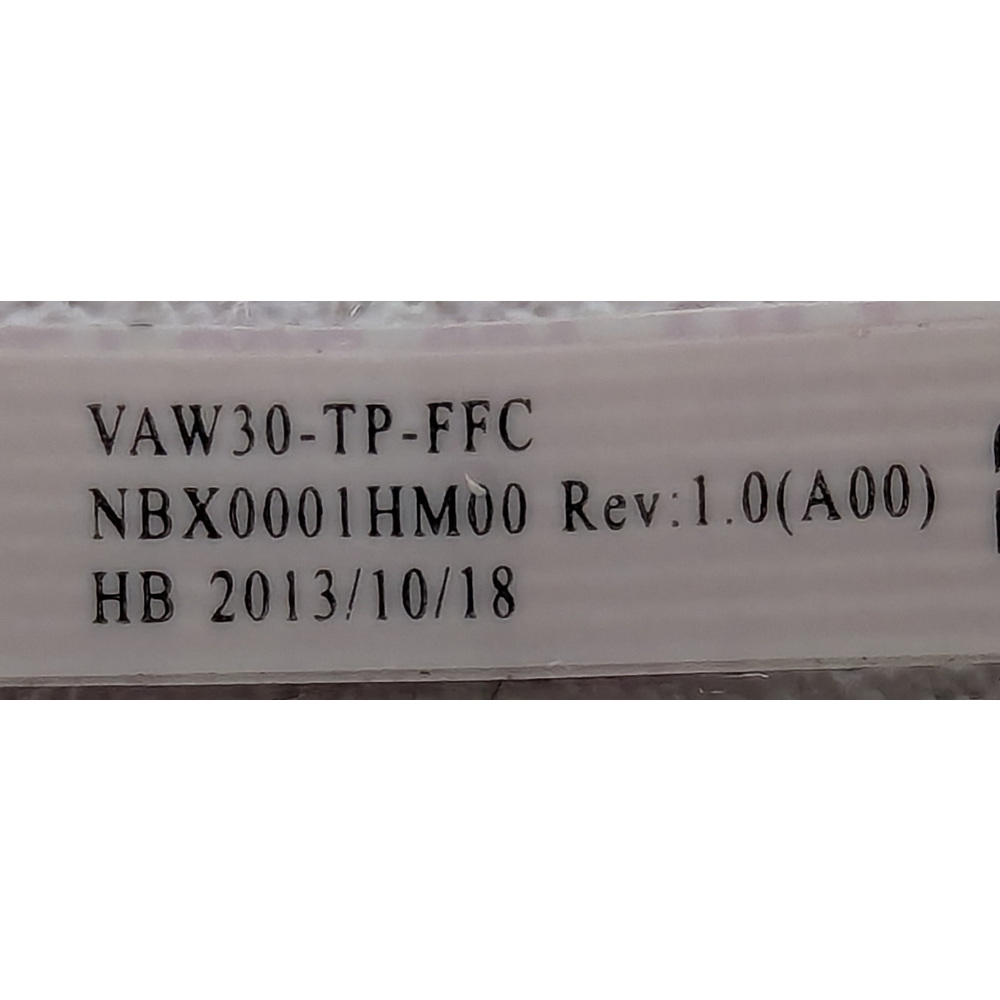 VAW30-TP-FFC
NBX0001HM00 Rev:1.0(A00)
HB 2013/10/18